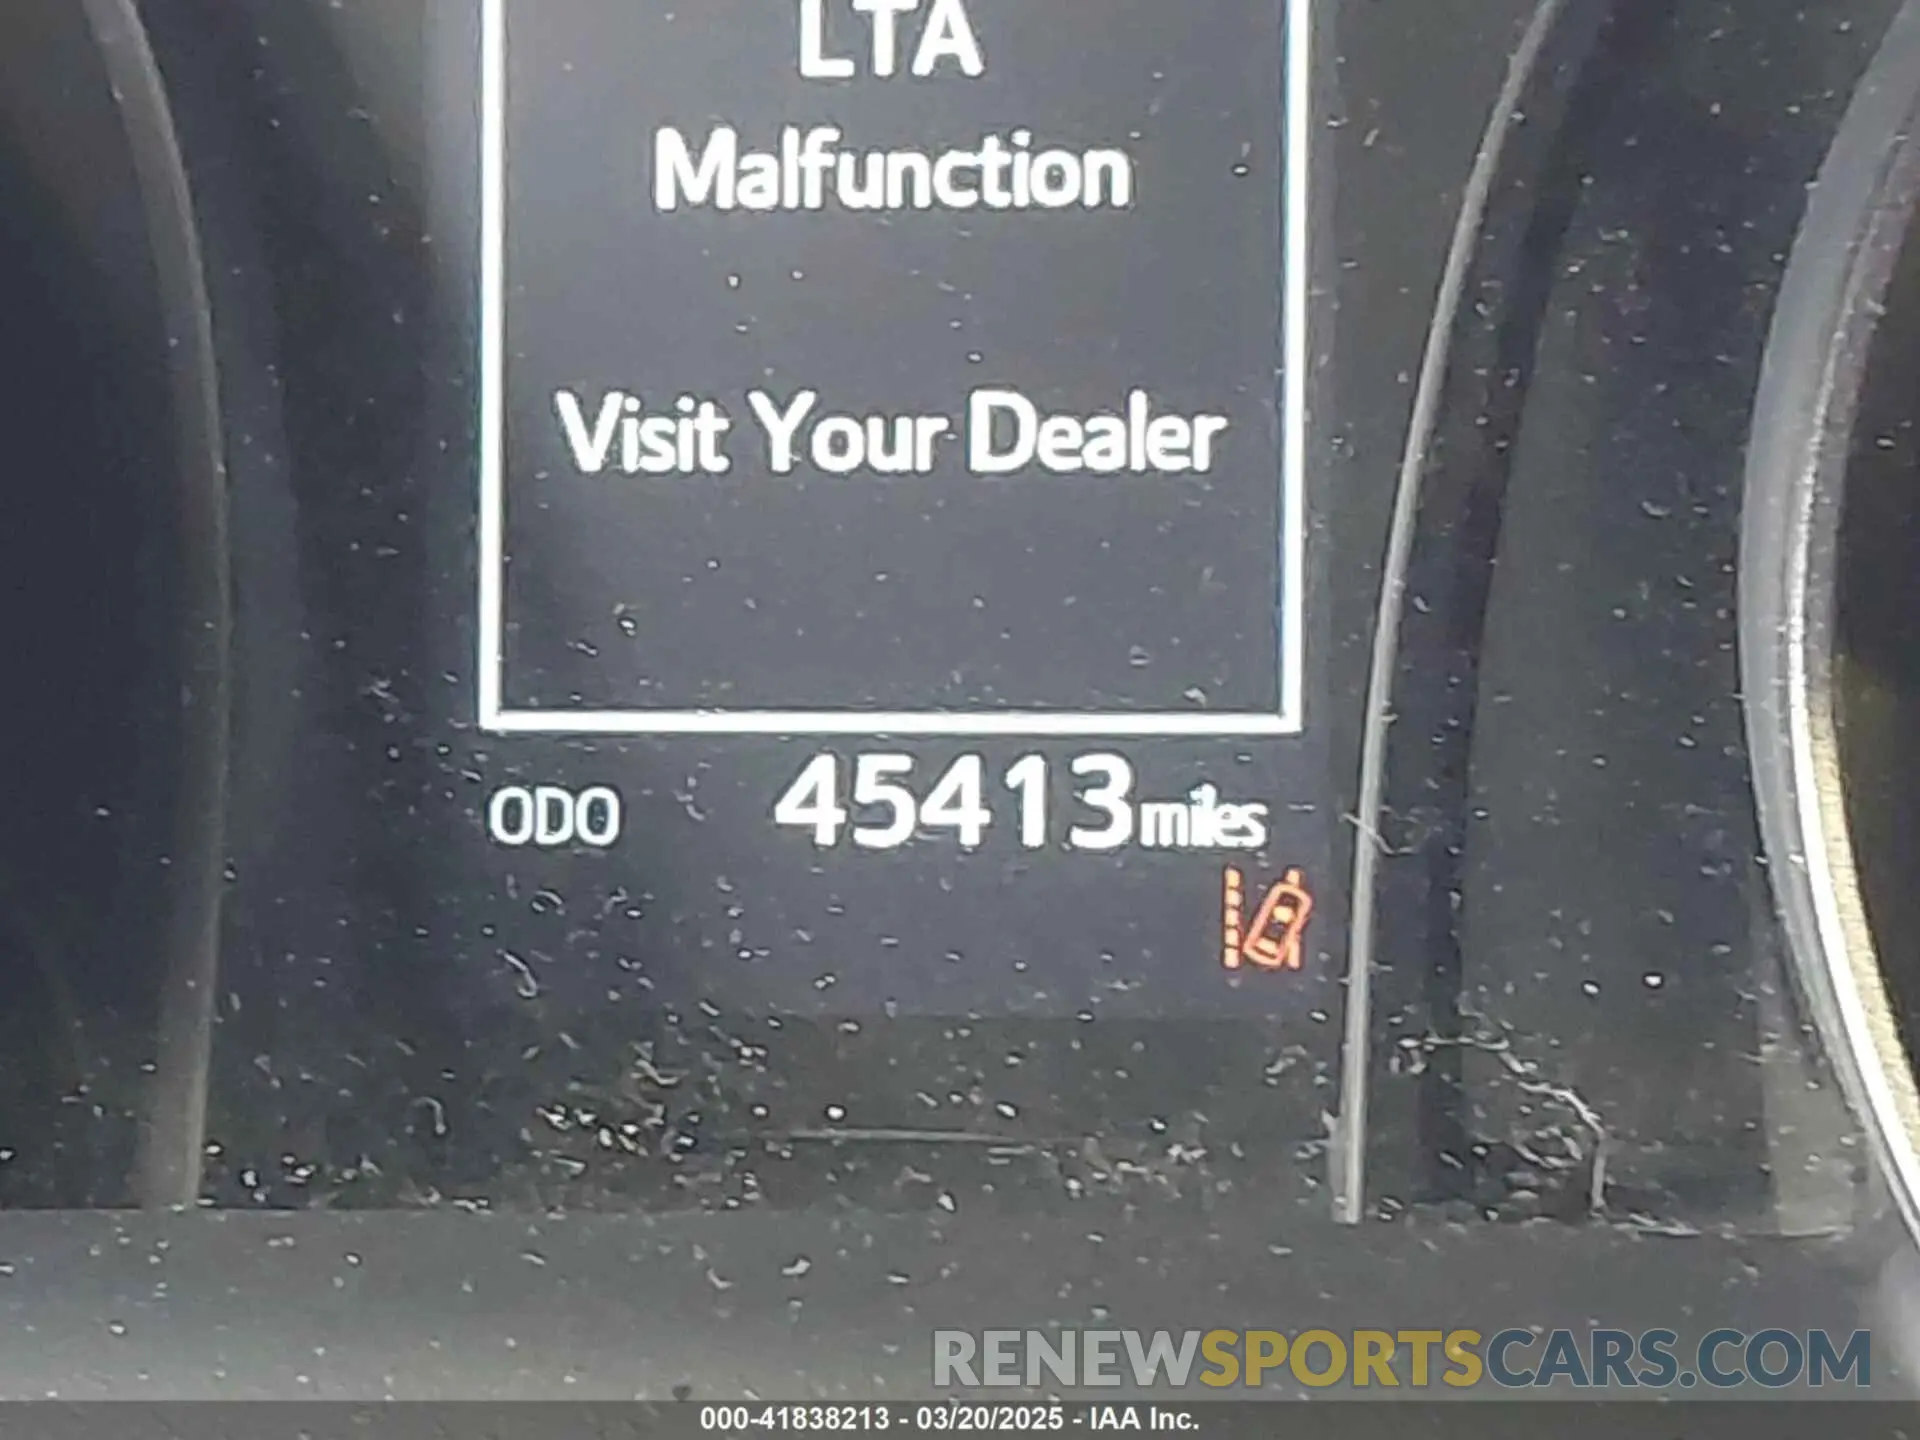 LTA
Malfunction
Visit Your Dealer
ODO 45413 miles
RENEWSPORTSCARS.COM
000-41838213 - 03/20/2025 - IAA Inc.